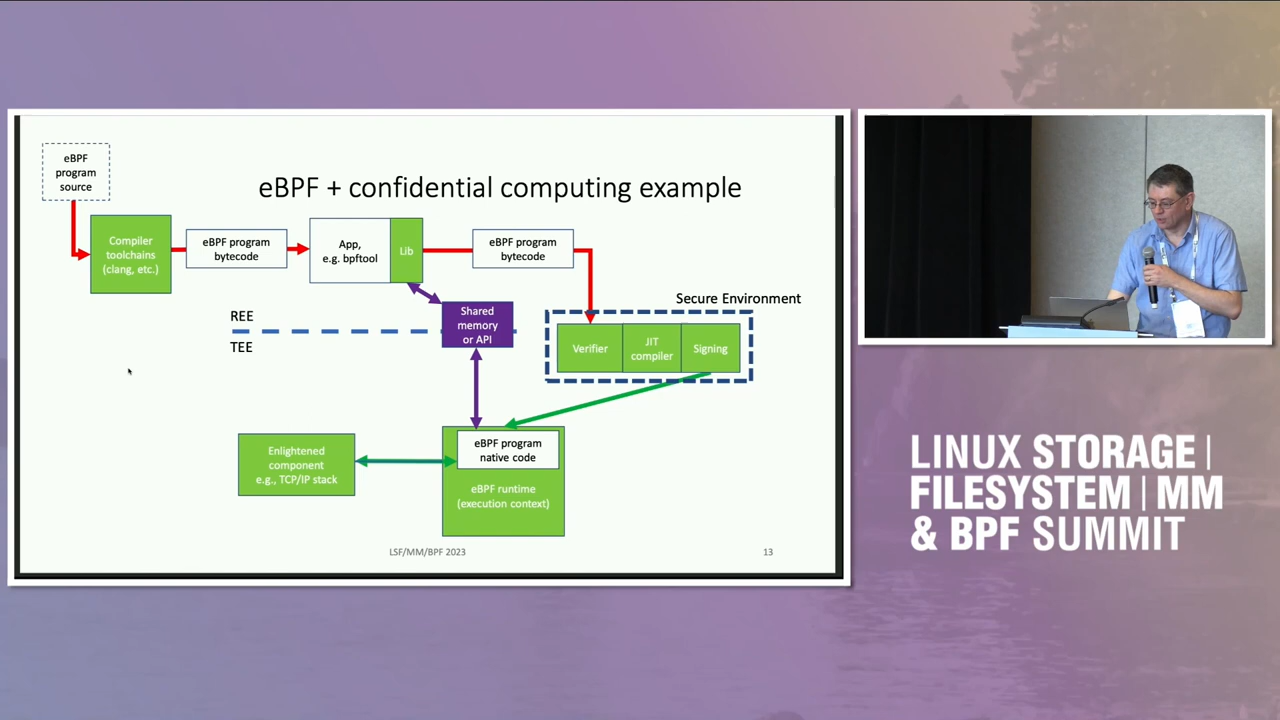 eBPF
program
source
eBPF + confidential computing example
Compiler
toolchains
(clang, etc.)
eBPF program
bytecode
App,
e.g. bpftool
Lib
eBPF program
bytecode
Secure Environment
REE
TEE
Shared
memory
or API
Verifier
JIT
compiler
Signing
Enlightened
component
e.g., TCP/IP stack
eBPF program
native code
eBPF runtime
(execution context)
LSF/MM/BPF 2023
13
LINUX STORAGE |
FILESYSTEM | MM
& BPF SUMMIT